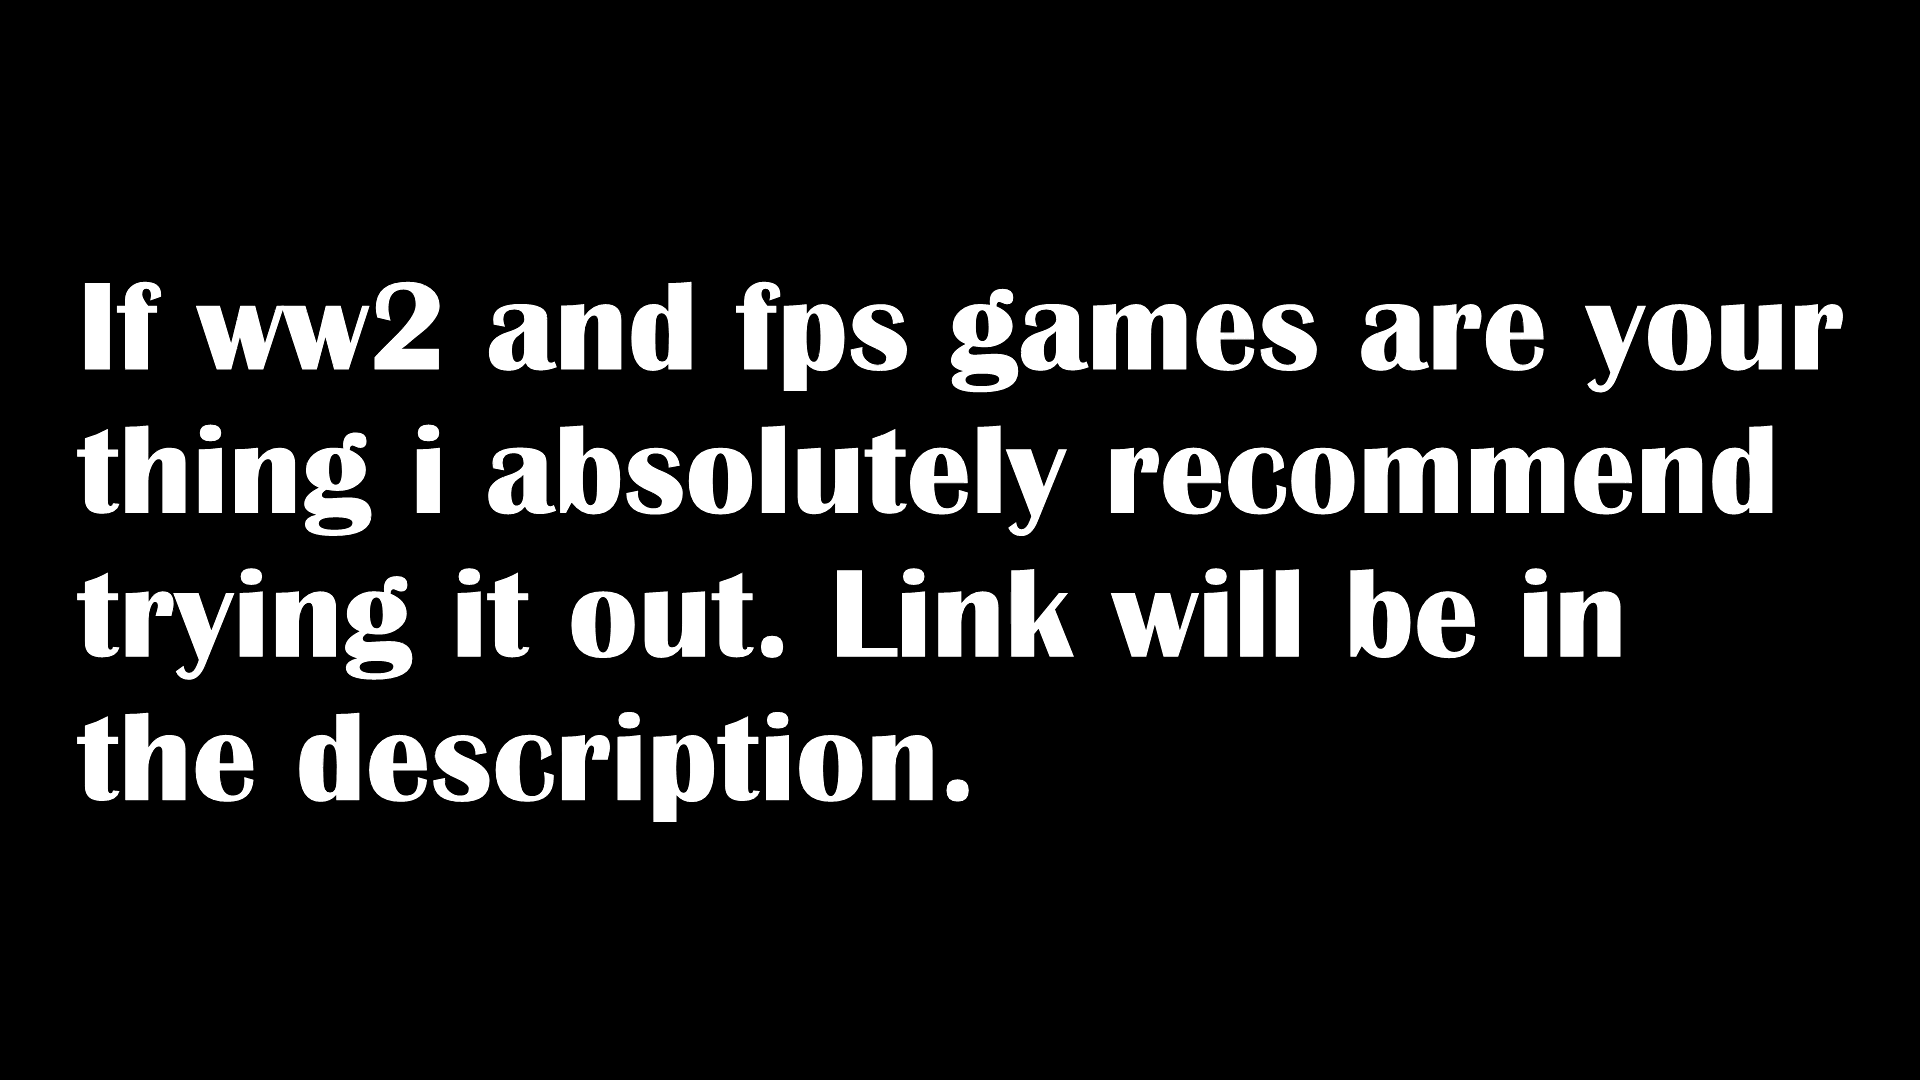 If ww2 and fps games are your
thing i absolutely recommend
trying it out. Link will be in
the description.